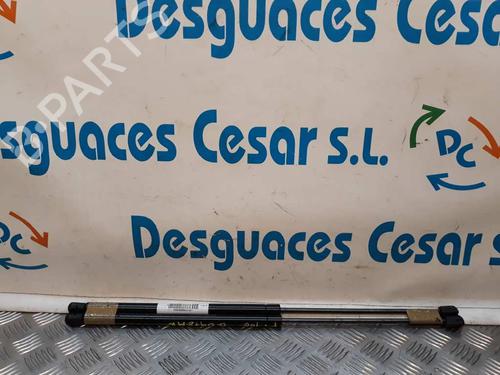 B-PARTS
Desguaces Cesar
Desguaces Cesar S.L.
DC
DC
Desguaces Cesar S.